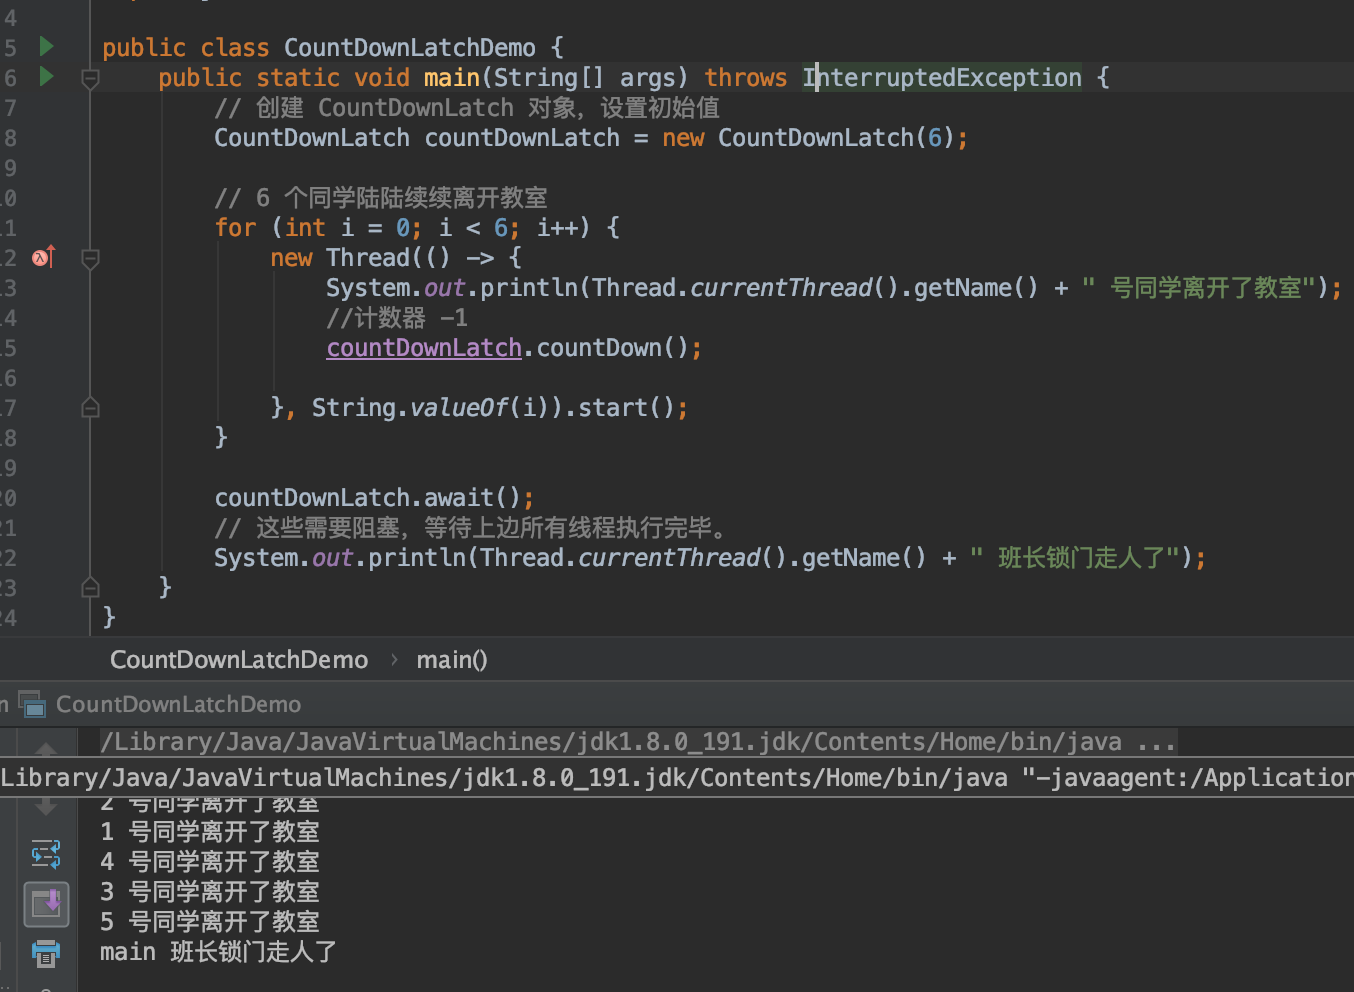 4
5 public class CountDownLatchDemo {
6 public static void main(String[] args) throws InterruptedException {
7 // 创建 CountDownLatch 对象，设置初始值
8 CountDownLatch countDownLatch = new CountDownLatch(6);
9
10 // 6 个同学陆陆续续离开教室
11 for (int i = 0; i < 6; i++) {
12 new Thread(() -> {
13 System.out.println(Thread.currentThread().getName() + " 号同学离开了教室");
14 //计数器 -1
15 countDownLatch.countDown();
16
17 }, String.valueOf(i)).start();
18 }
19
20 countDownLatch.await();
21 // 这些需要阻塞，等待上边所有线程执行完毕。
22 System.out.println(Thread.currentThread().getName() + " 班长锁门走人了");
23 }
24 }
CountDownLatchDemo › main()
n CountDownLatchDemo
/Library/Java/JavaVirtualMachines/jdk1.8.0_191.jdk/Contents/Home/bin/java ...
Library/Java/JavaVirtualMachines/jdk1.8.0_191.jdk/Contents/Home/bin/java "-javaagent:/Application
2 号同学离开了教室
1 号同学离开了教室
4 号同学离开了教室
3 号同学离开了教室
5 号同学离开了教室
main 班长锁门走人了